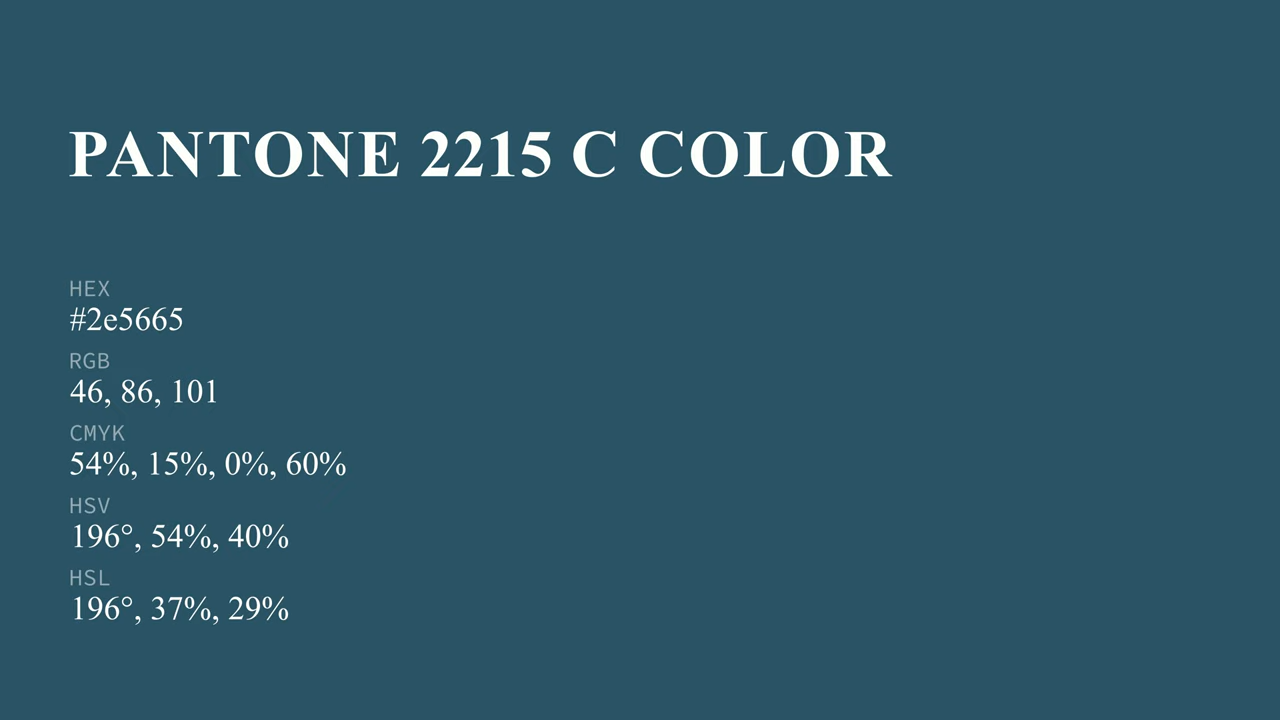 PANTONE 2215 C COLOR
HEX
#2e5665
RGB
46, 86, 101
CMYK
54%, 15%, 0%, 60%
HSV
196°, 54%, 40%
HSL
196°, 37%, 29%